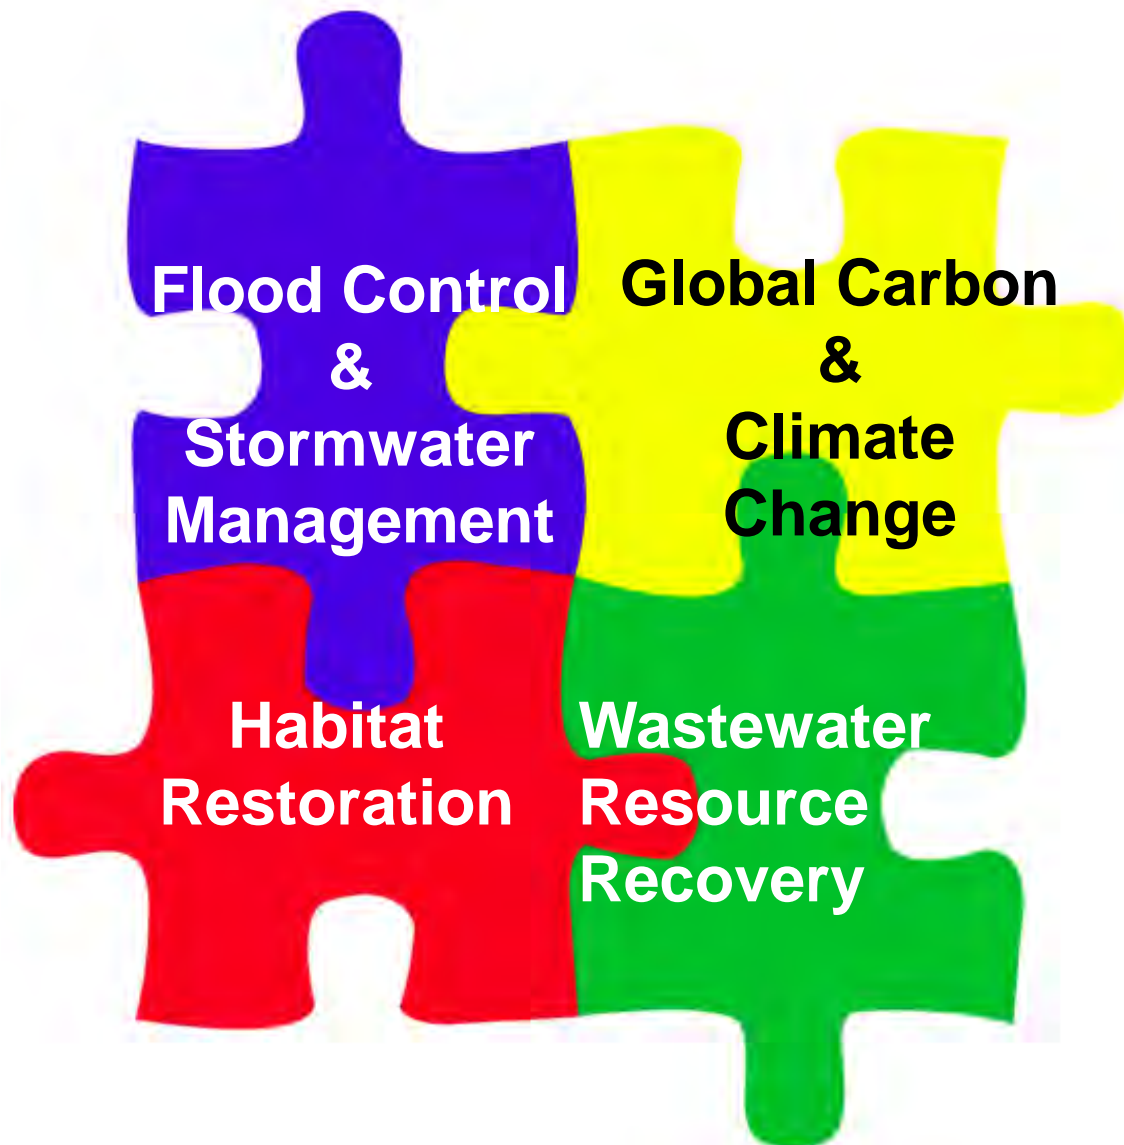 Flood Control
&
Stormwater
Management
Global Carbon
&
Climate
Change
Habitat
Restoration
Wastewater
Resource
Recovery